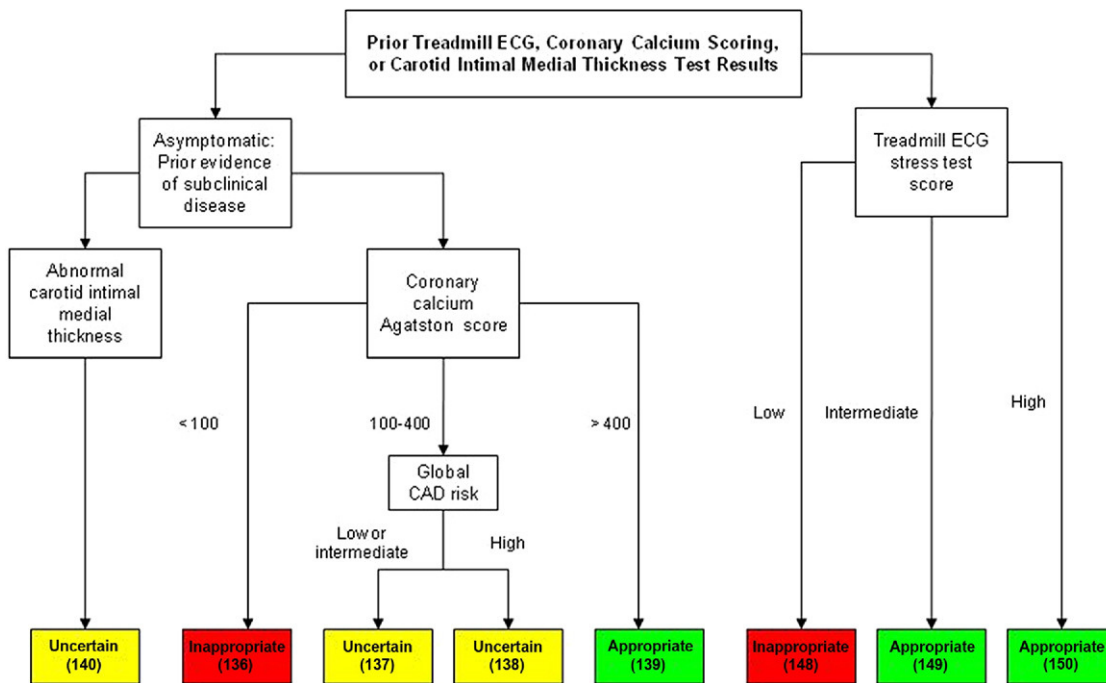 Prior Treadmill ECG, Coronary Calcium Scoring,
or Carotid Intimal Medial Thickness Test Results
Asymptomatic:
Prior evidence
of subclinical
disease
Treadmill ECG
stress test
score
Abnormal
carotid intimal
medial
thickness
Coronary
calcium
Agatston score
< 100
100-400
> 400
Low
Intermediate
High
Global
CAD risk
Low or
intermediate
High
Uncertain
(140)
Inappropriate
(136)
Uncertain
(137)
Uncertain
(138)
Appropriate
(139)
Inappropriate
(148)
Appropriate
(149)
Appropriate
(150)